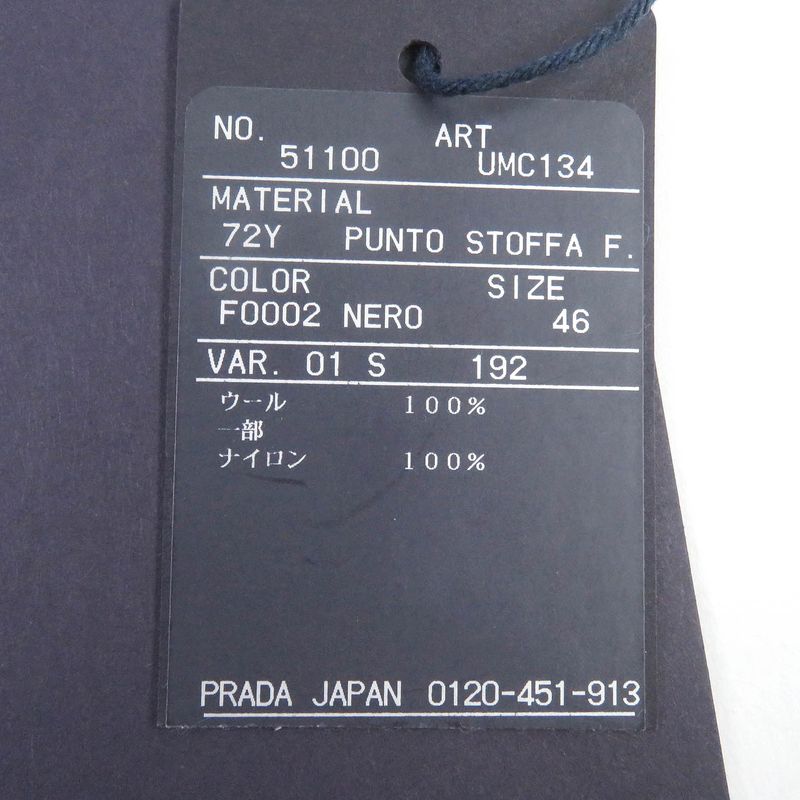 NO. ART
51100 UMC134
MATERIAL
72Y PUNTO STOFFA F.
COLOR SIZE
F0002 NERO 46
VAR. 01 S 192
ウール 100%
一部
ナイロン 100%
PRADA JAPAN 0120-451-913